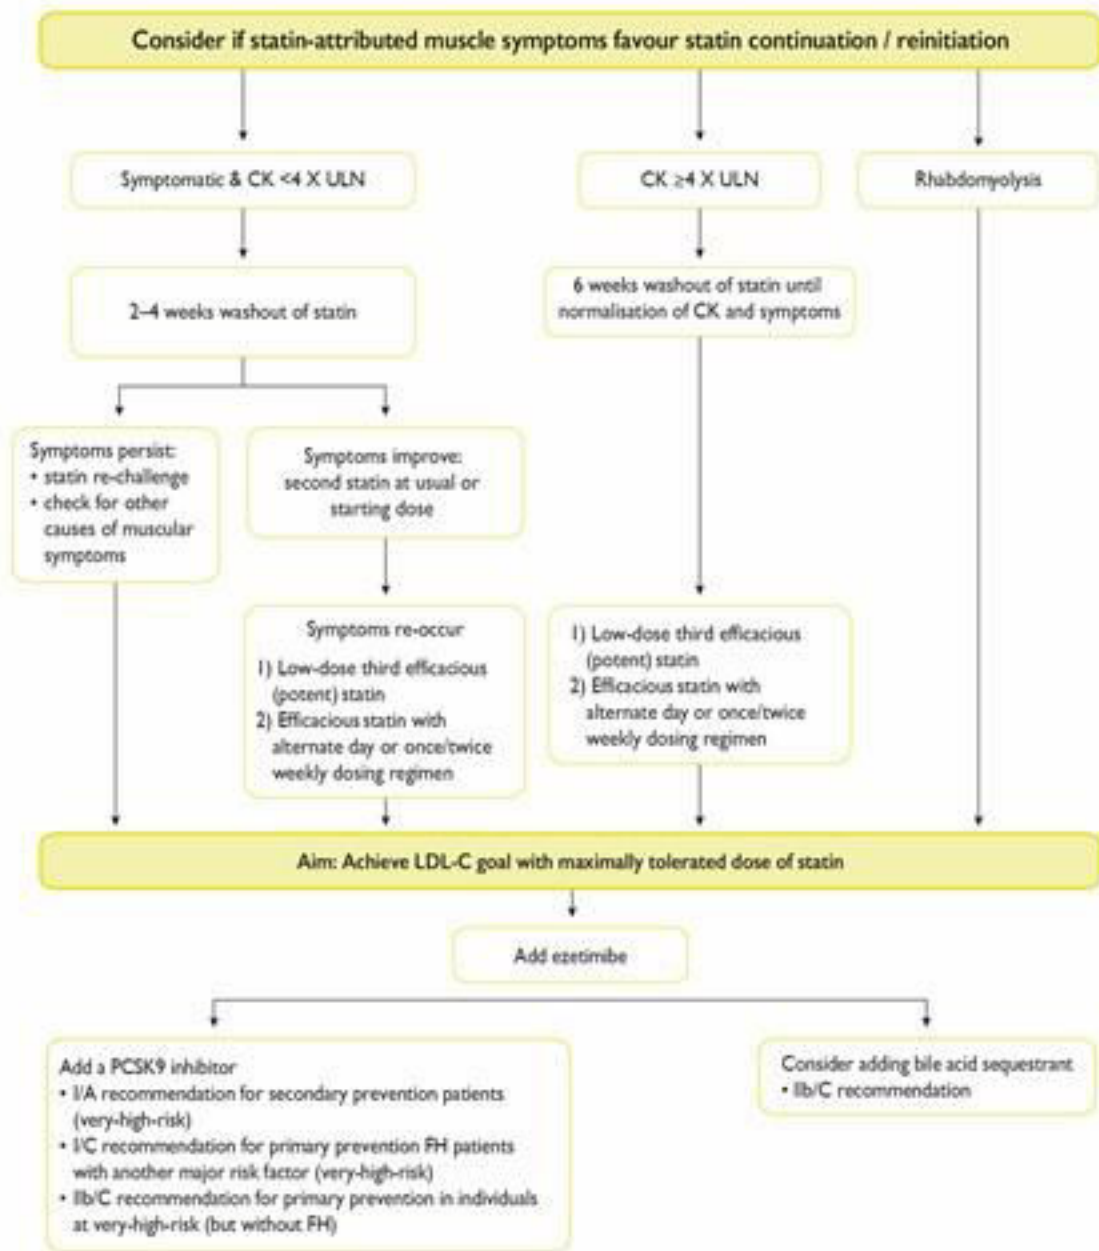 Consider if statin-attributed muscle symptoms favour statin continuation / reinitiation
Symptomatic & CK <4 X ULN
CK ≥4 X ULN
Rhabdomyolysis
2–4 weeks washout of statin
6 weeks washout of statin until
normalisation of CK and symptoms
Symptoms persist:
• statin re-challenge
• check for other
causes of muscular
symptoms
Symptoms improve:
second statin at usual or
starting dose
Symptoms re-occur
1) Low-dose third efficacious
(potent) statin
2) Efficacious statin with
alternate day or once/twice
weekly dosing regimen
1) Low-dose third efficacious
(potent) statin
2) Efficacious statin with
alternate day or once/twice
weekly dosing regimen
Aim: Achieve LDL-C goal with maximally tolerated dose of statin
Add ezetimibe
Add a PCSK9 inhibitor
• I/A recommendation for secondary prevention patients
(very-high-risk)
• I/C recommendation for primary prevention FH patients
with another major risk factor (very-high-risk)
• IIb/C recommendation for primary prevention in individuals
at very-high-risk (but without FH)
Consider adding bile acid sequestrant
• IIb/C recommendation